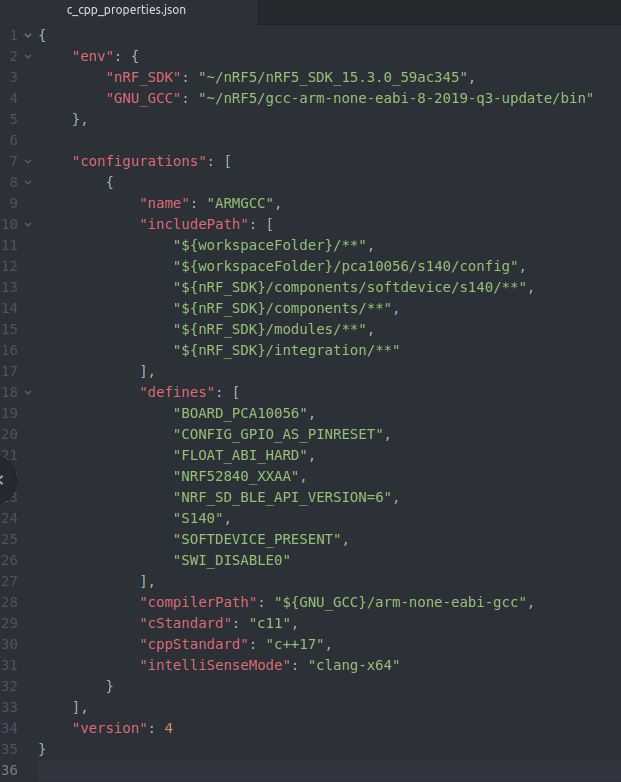 c_cpp_properties.json
1 {
2 "env": {
3 "nRF_SDK": "~/nRF5/nRF5_SDK_15.3.0_59ac345",
4 "GNU_GCC": "~/nRF5/gcc-arm-none-eabi-8-2019-q3-update/bin"
5 },
6
7 "configurations": [
8 {
9 "name": "ARMGCC",
10 "includePath": [
11 "${workspaceFolder}/**",
12 "${workspaceFolder}/pca10056/s140/config",
13 "${nRF_SDK}/components/softdevice/s140/**",
14 "${nRF_SDK}/components/**",
15 "${nRF_SDK}/modules/**",
16 "${nRF_SDK}/integration/**"
17 ],
18 "defines": [
19 "BOARD_PCA10056",
20 "CONFIG_GPIO_AS_PINRESET",
21 "FLOAT_ABI_HARD",
"NRF52840_XXAA",
3 "NRF_SD_BLE_API_VERSION=6",
24 "S140",
25 "SOFTDEVICE_PRESENT",
26 "SWI_DISABLE0"
27 ],
28 "compilerPath": "${GNU_GCC}/arm-none-eabi-gcc",
29 "cStandard": "c11",
30 "cppStandard": "c++17",
31 "intelliSenseMode": "clang-x64"
32 }
33 ],
34 "version": 4
35 }
36